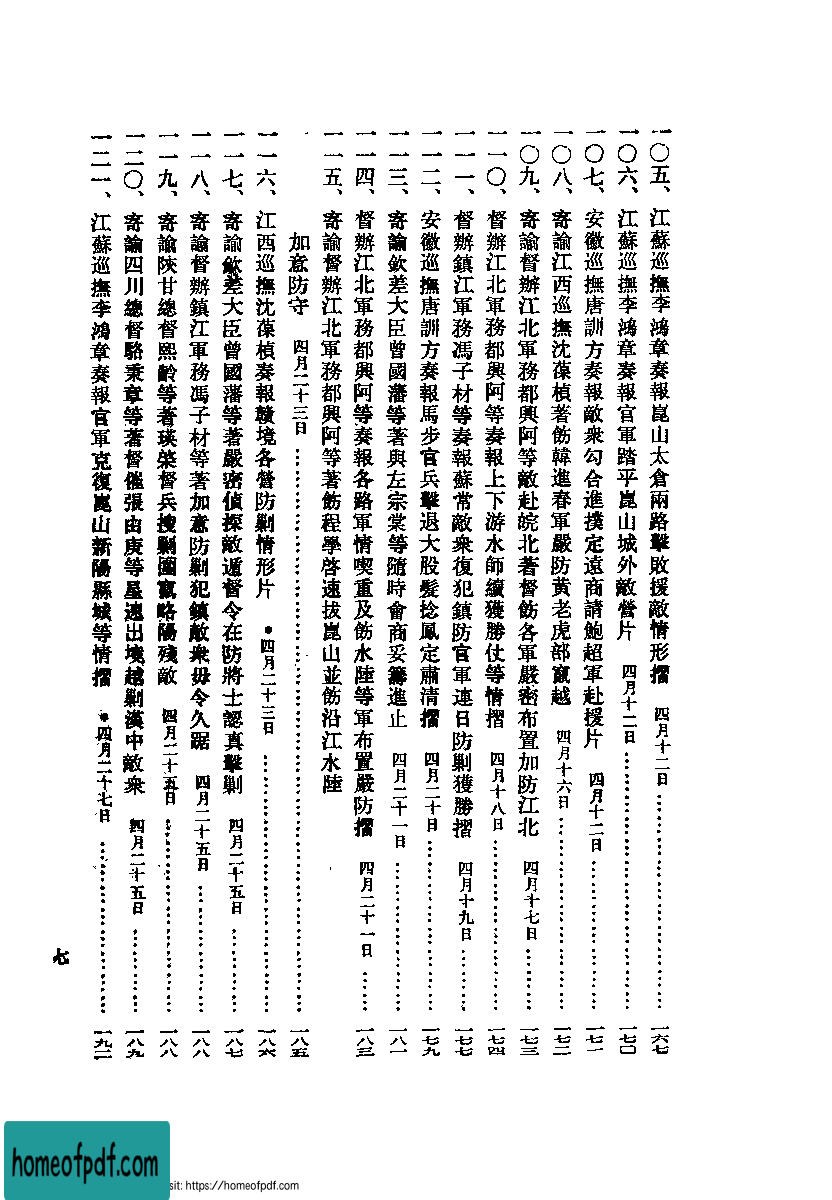 一〇五、江蘇巡撫李鴻章奏報崑山太倉兩路擊敗援敵情形摺 四月十二日………………一六七
一〇六、江蘇巡撫李鴻章奏報官軍踏平崑山城外敵營片 四月十二日………………一七〇
一〇七、安徽巡撫唐訓方奏報敵衆勾合進撲定遠商請鮑超軍赴援片 四月十二日………………一七一
一〇八、寄諭江西巡撫沈葆楨著飭韓進春軍嚴防黃老虎部竄越 四月十六日………………一七二
一〇九、寄諭督辦江北軍務都興阿等敵赴皖北著督飭各軍嚴密布置加防江北 四月十七日………一七三
一一〇、督辦江北軍務都興阿等奏報上下游水師續獲勝仗等情摺 四月十八日………………一七四
一一一、督辦鎮江軍務馮子材等奏報蘇常敵衆復犯鎮防官軍連日防剿獲勝摺 四月十九日………一七七
一一二、安徽巡撫唐訓方奏報馬步官兵擊退大股髮捻鳳定肅清摺 四月二十日………………一七九
一一三、寄諭欽差大臣曾國藩等著與左宗棠等隨時會商妥籌進止 四月二十一日………………一八一
一一四、督辦江北軍務都興阿等奏報各路軍情喫重及飭水陸等軍布置嚴防摺 四月二十一日……一八三
一一五、寄諭督辦江北軍務都興阿等著飭程學啓速拔崑山並飭沿江水陸
如意防守 四月二十三日………………一八五
一一六、江西巡撫沈葆楨奏報贛境各營防剿情形片 •四月二十三日………………一八六
一一七、寄諭欽差大臣曾國藩等著嚴密偵探敵遁督令在防將士認真擊剿 四月二十五日………一八七
一一八、寄諭督辦鎮江軍務馮子材等著加意防剿犯鎮敵衆毋令久踞 四月二十五日…………一八八
一一九、寄諭陝甘總督熙齡等著瑛棨督兵搜剿圍竄略陽殘敵 四月二十五日………………一八八
一二〇、寄諭四川總督駱秉章等著督催張由庚等星速出境越剿漢中敵衆 四月二十五日………一八九
一二一、江蘇巡撫李鴻章奏報官軍克復崑山新陽縣城等情摺 •四月二十七日………………一九二
七
homeofpdf.com
sit: https://homeofpdf.com